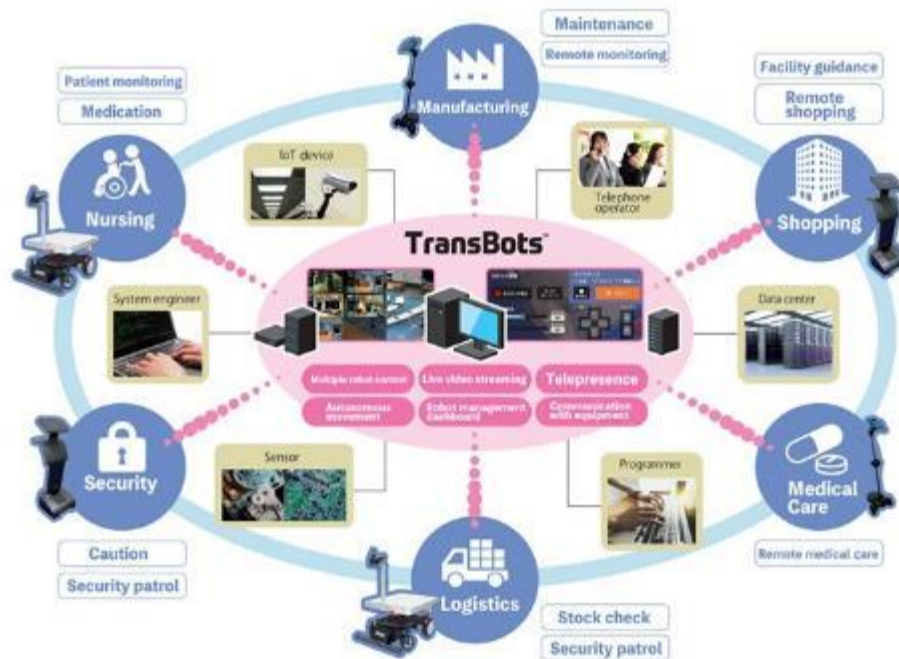 Maintenance
Remote monitoring
Manufacturing
Patient monitoring
Medication
Nursing
Facility guidance
Remote
shopping
Shopping
IoT device
Telephone
operator
TransBots™
System engineer
Data center
Multiple robot control
Live video streaming
Telepresence
Autonomous
movement
Robot management
dashboard
Communication
with equipment
Security
Caution
Security patrol
Sensor
Programmer
Medical
Care
Remote medical care
Logistics
Stock check
Security patrol